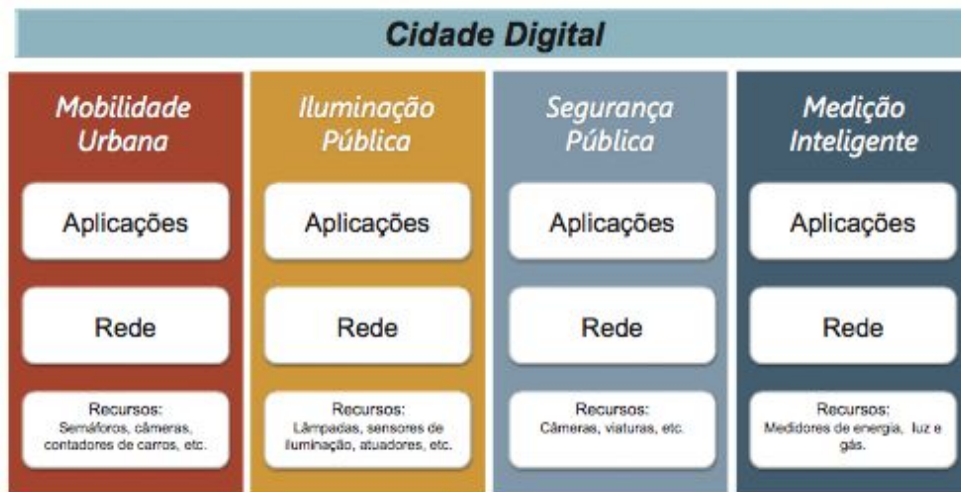 Cidade Digital
Mobilidade
Urbana
Aplicações
Rede
Recursos:
Semáforos, câmeras,
contadores de carros, etc.
Iluminação
Pública
Aplicações
Rede
Recursos:
Lâmpadas, sensores de
iluminação, atuadores, etc.
Segurança
Pública
Aplicações
Rede
Recursos:
Câmeras, viaturas, etc.
Medição
Inteligente
Aplicações
Rede
Recursos:
Medidores de energia, luz e
gás.